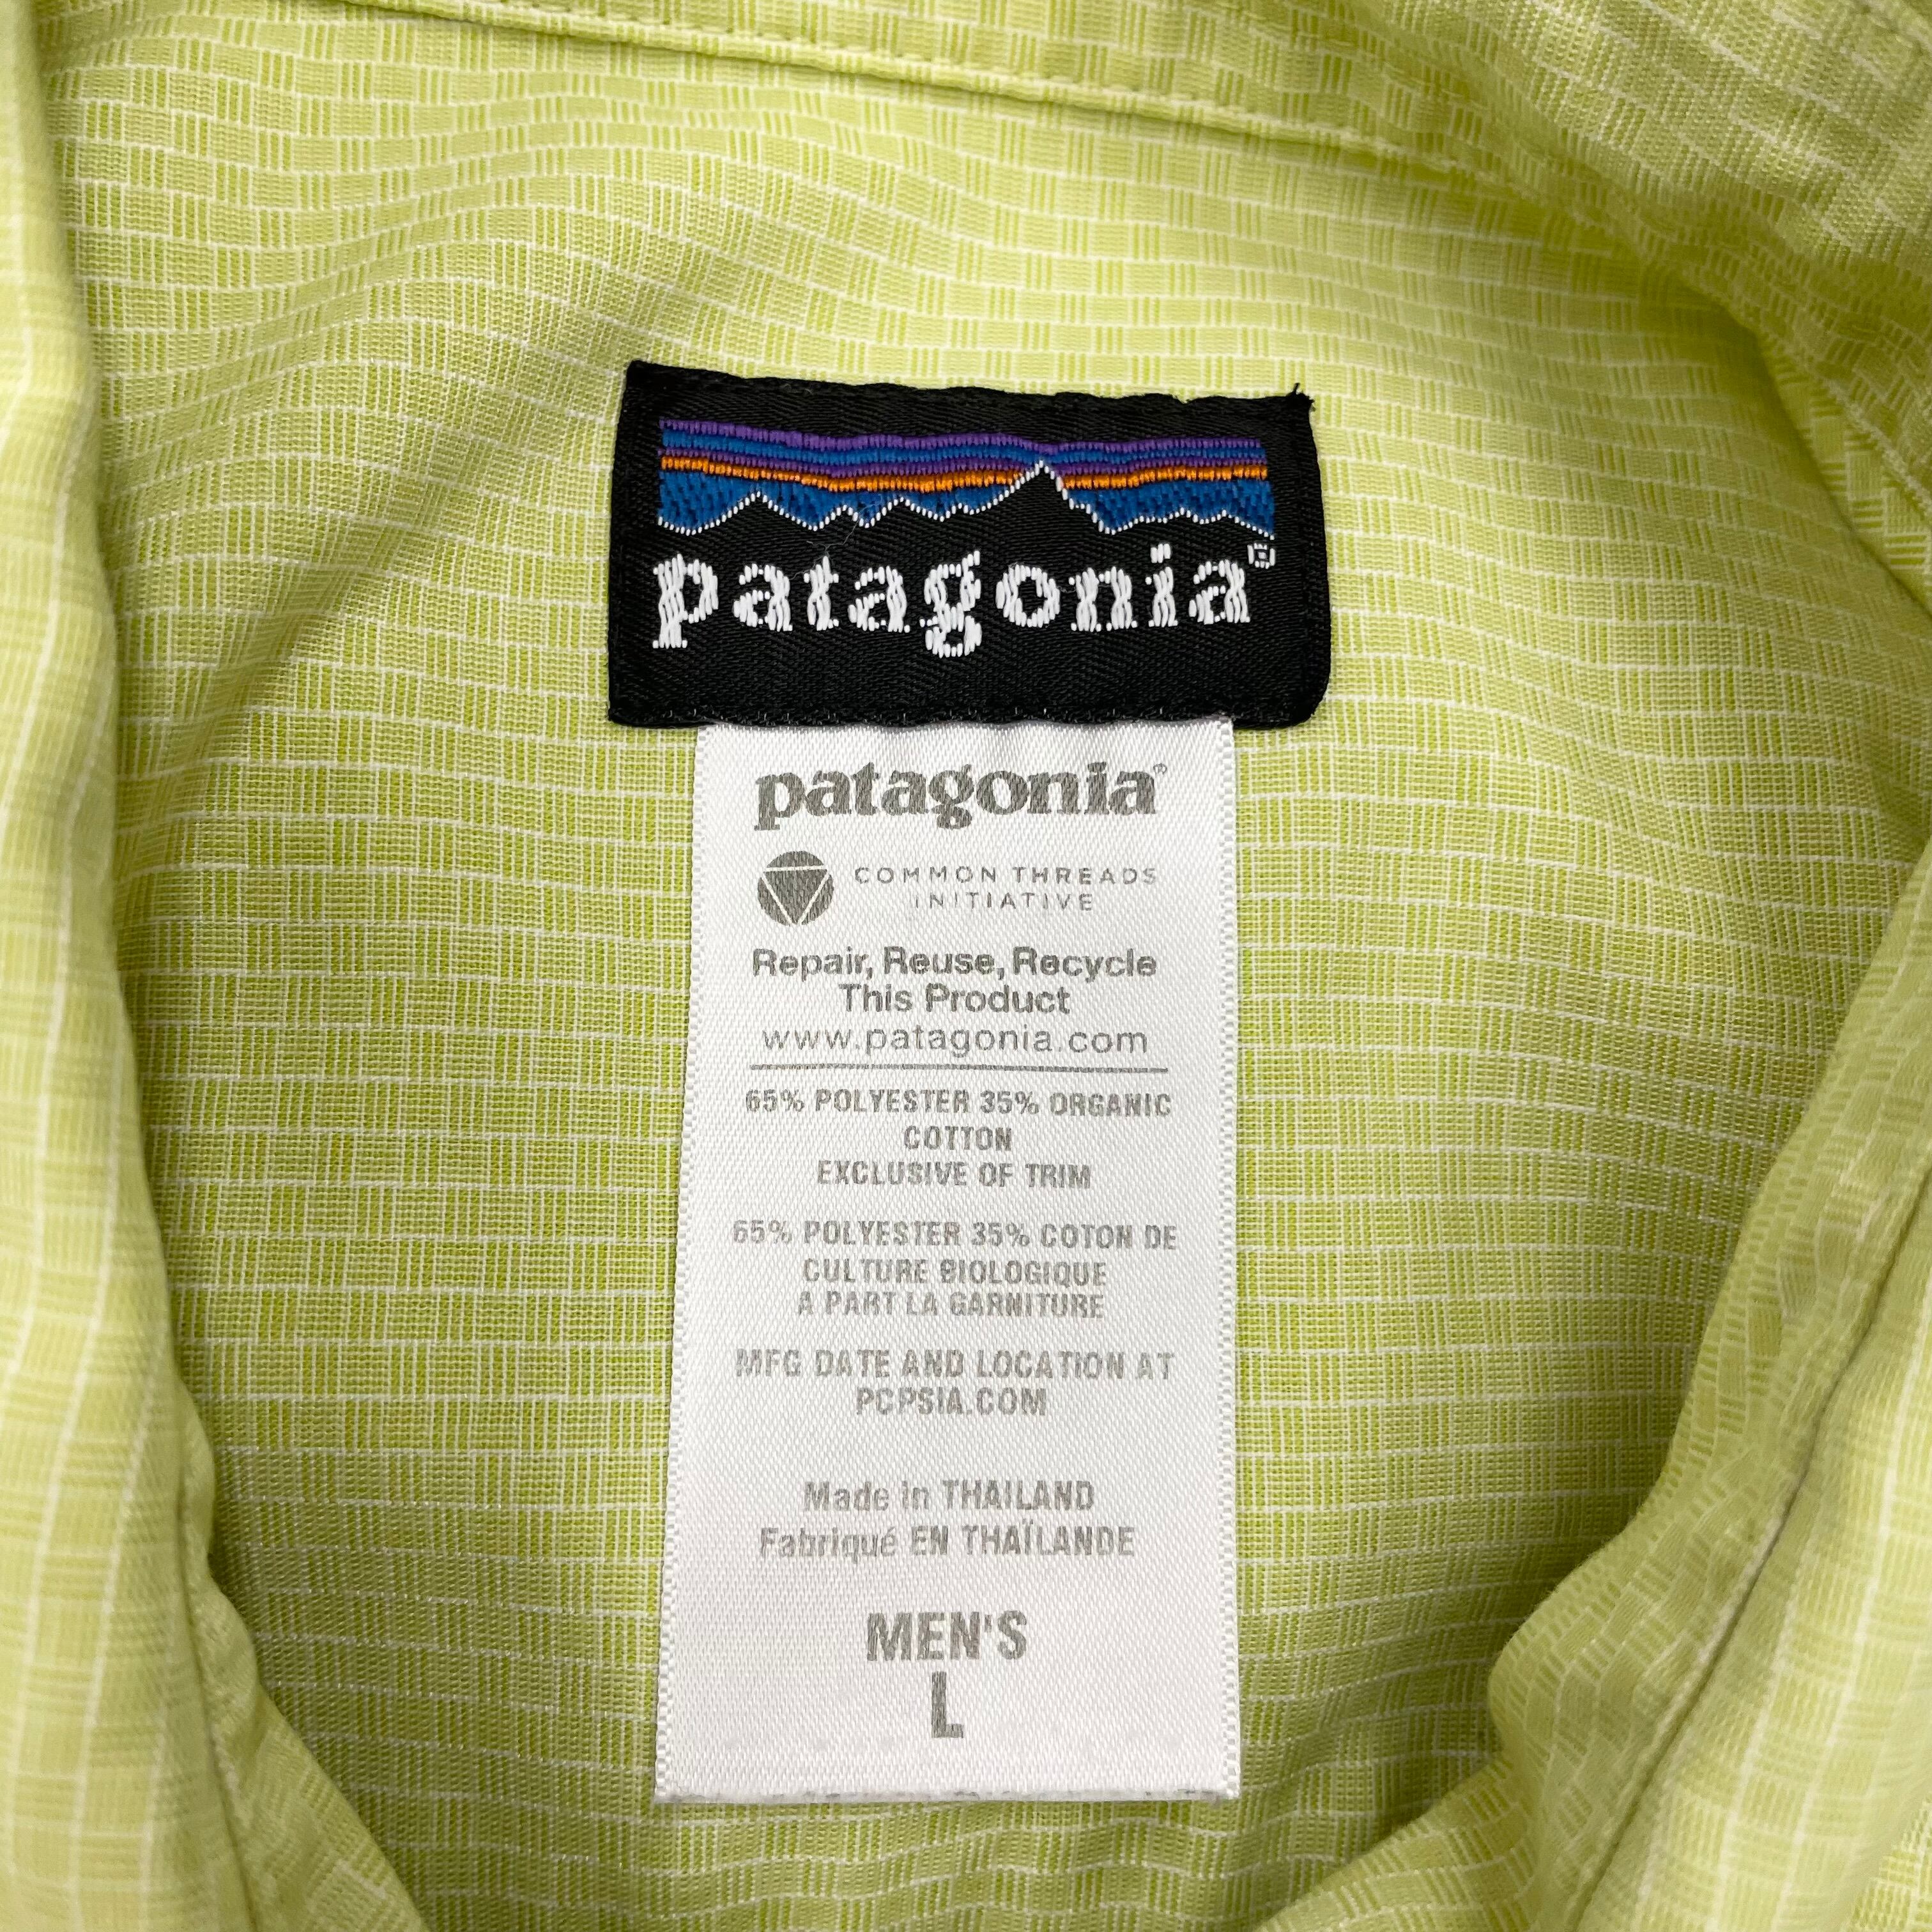 patagonia®
patagonia®
COMMON THREADS
INITIATIVE
Repair, Reuse, Recycle
This Product
www.patagonia.com
65% POLYESTER 35% ORGANIC
COTTON
EXCLUSIVE OF TRIM
65% POLYESTER 35% COTON DE
CULTURE BIOLOGIQUE
A PART LA GARNITURE
MFG DATE AND LOCATION AT
PCPSIA.COM
Made in THAILAND
Fabriqué EN THAÏLANDE
MEN'S
L